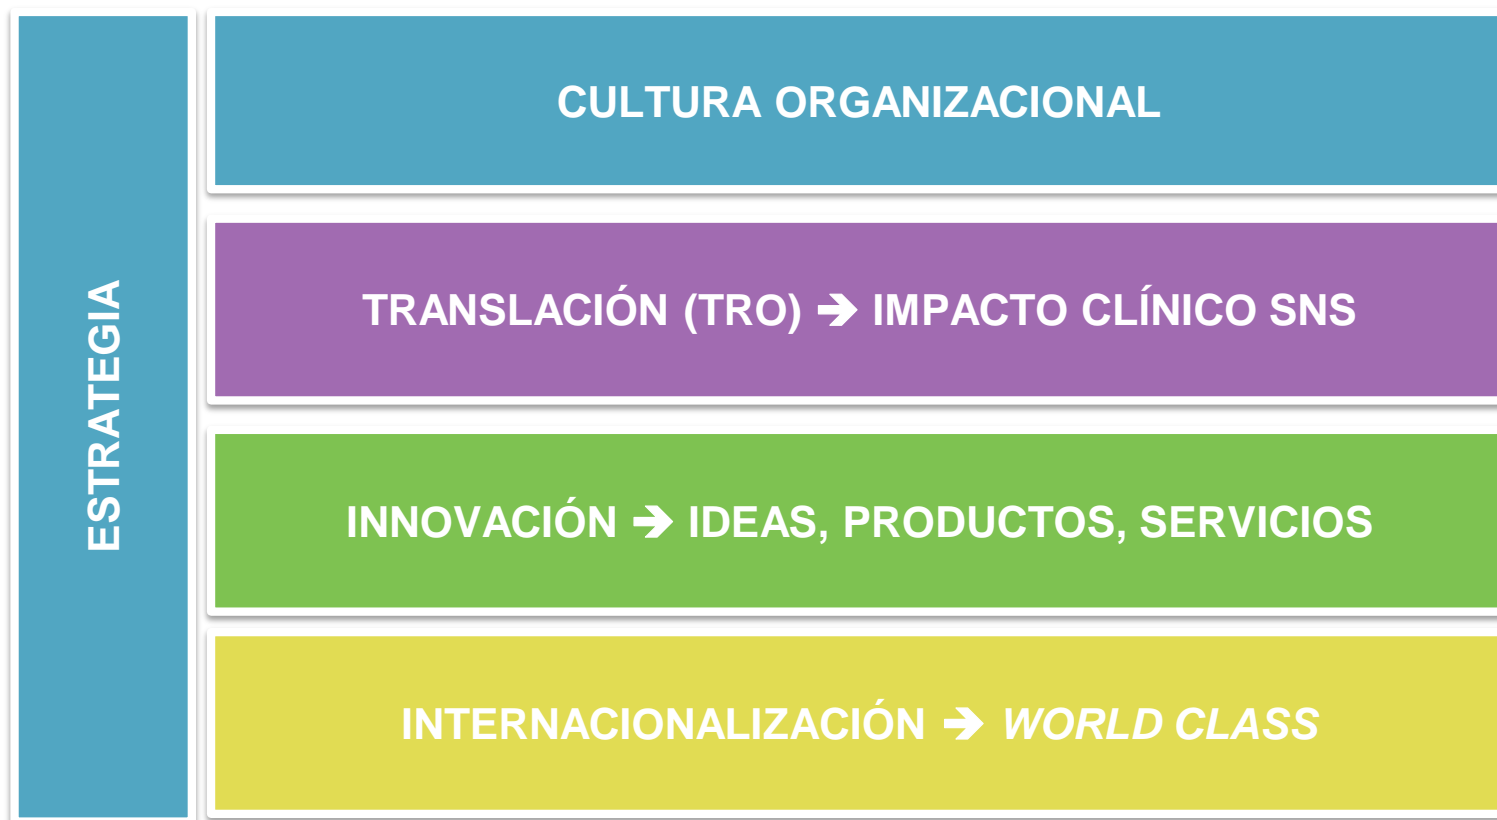 ESTRATEGIA
CULTURA ORGANIZACIONAL
TRANSLACIÓN (TRO) ➔ IMPACTO CLÍNICO SNS
INNOVACIÓN ➔ IDEAS, PRODUCTOS, SERVICIOS
INTERNACIONALIZACIÓN ➔ WORLD CLASS